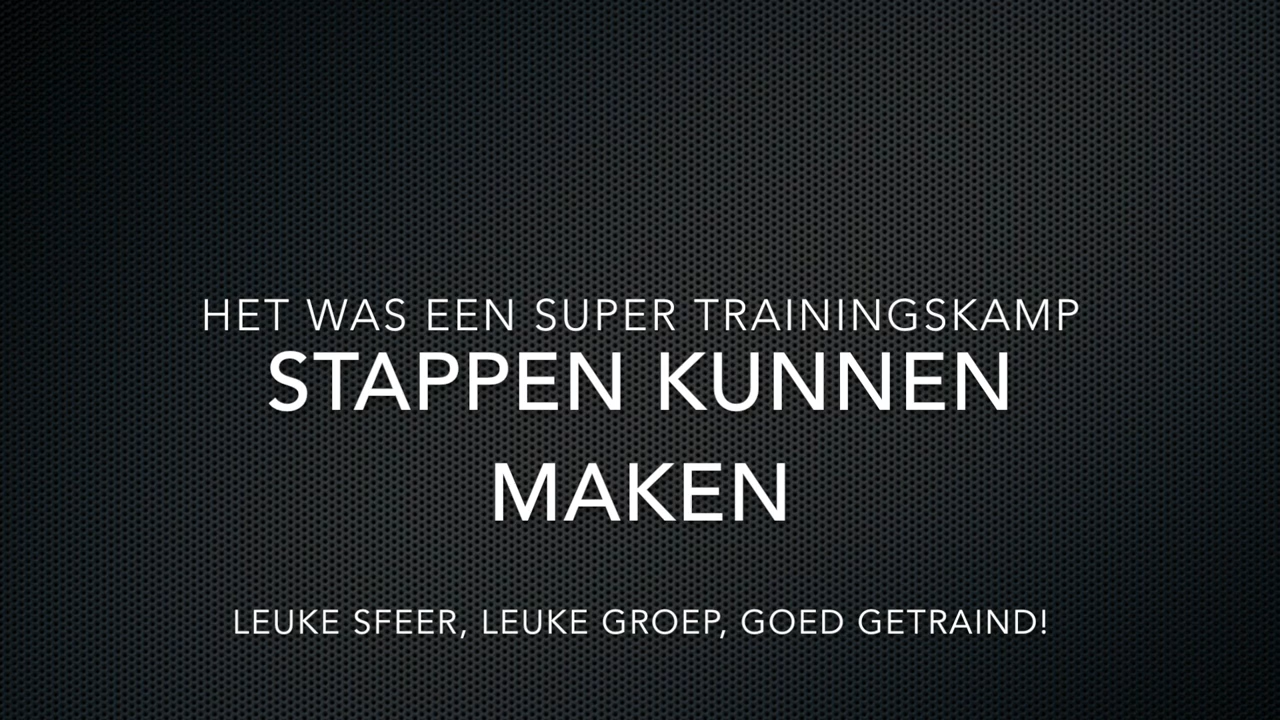 HET WAS EEN SUPER TRAININGSKAMP
STAPPEN KUNNEN
MAKEN
LEUKE SFEER, LEUKE GROEP, GOED GETRAIND!